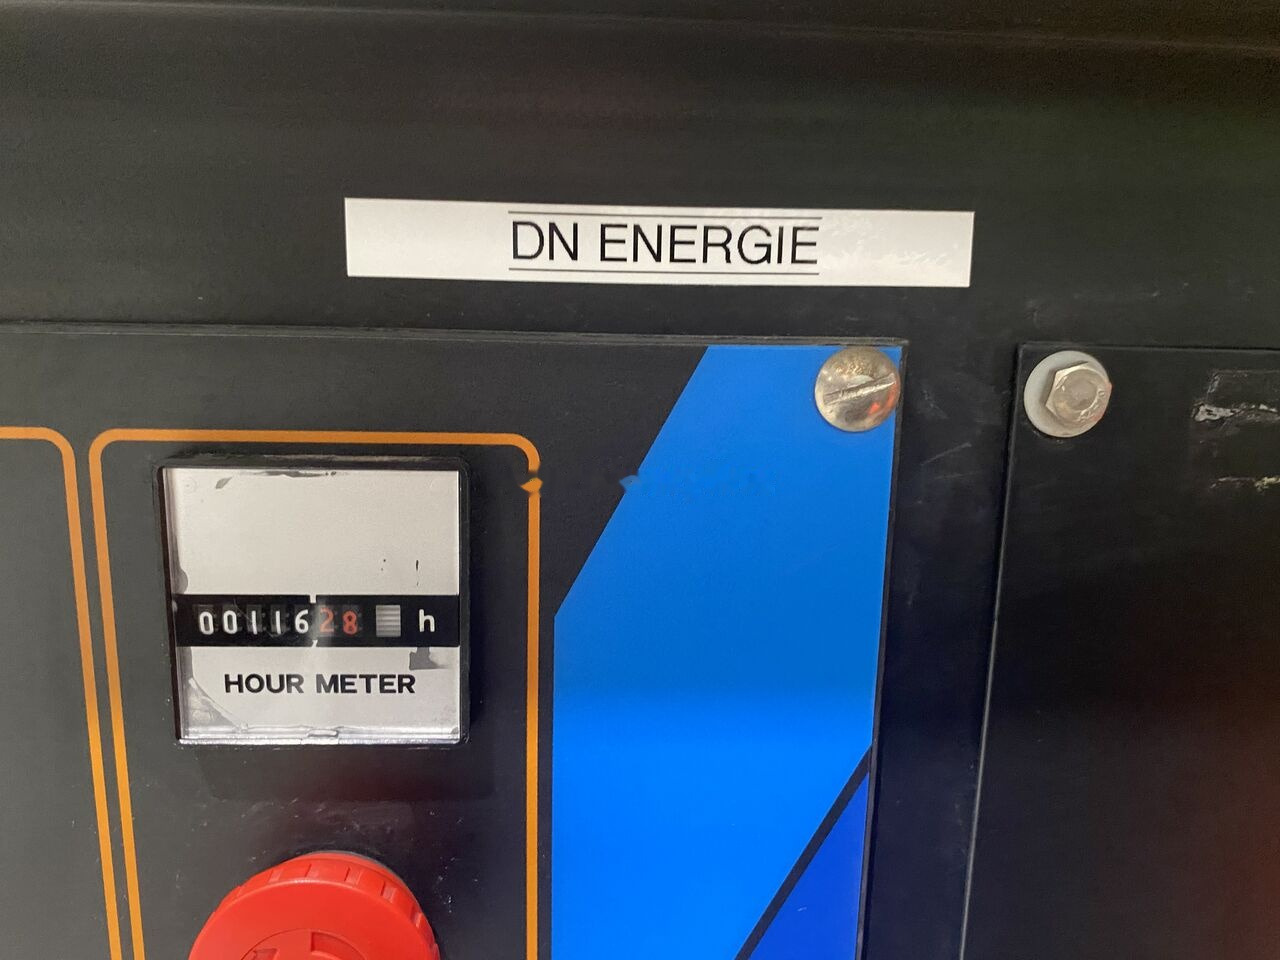 DN ENERGIE
0011628 h
HOUR METER